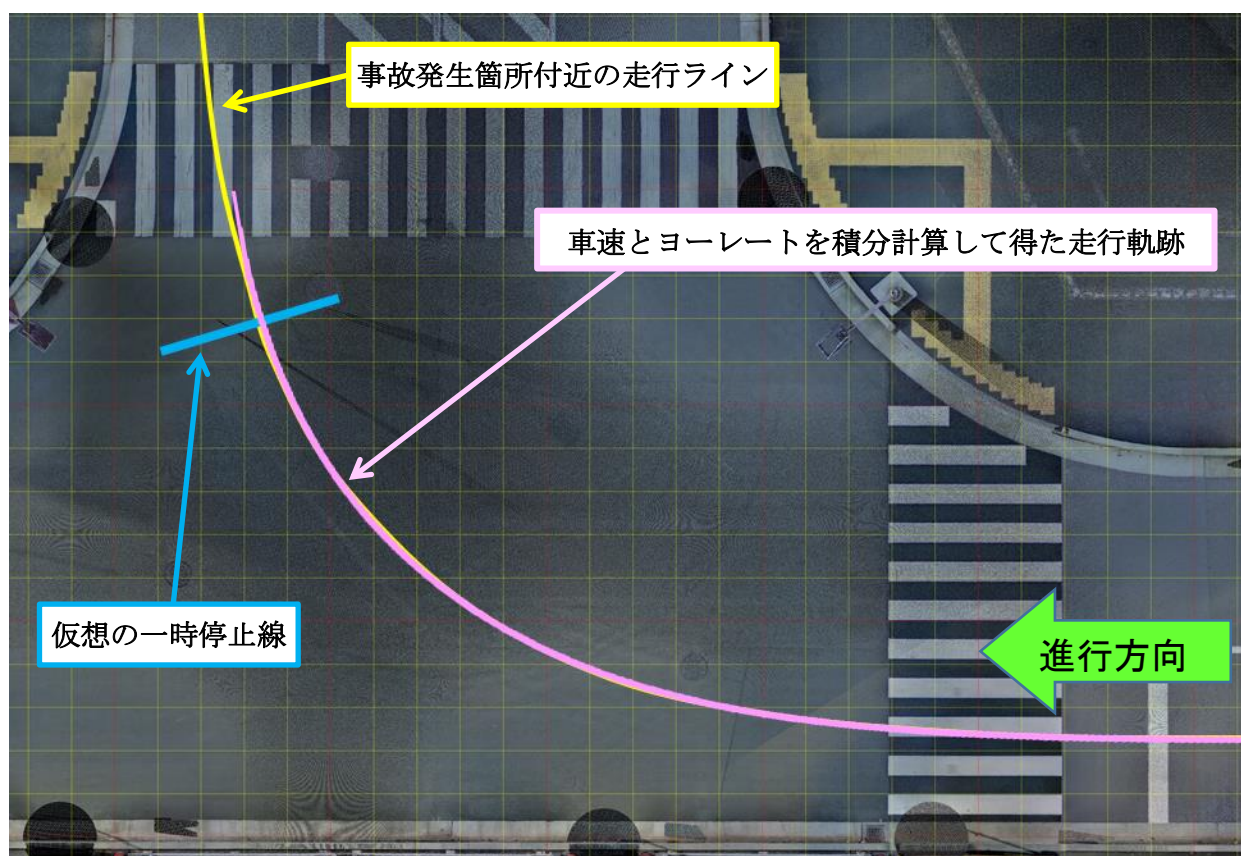 事故発生箇所付近の走行ライン
車速とヨーレートを積分計算して得た走行軌跡
仮想の一時停止線
進行方向